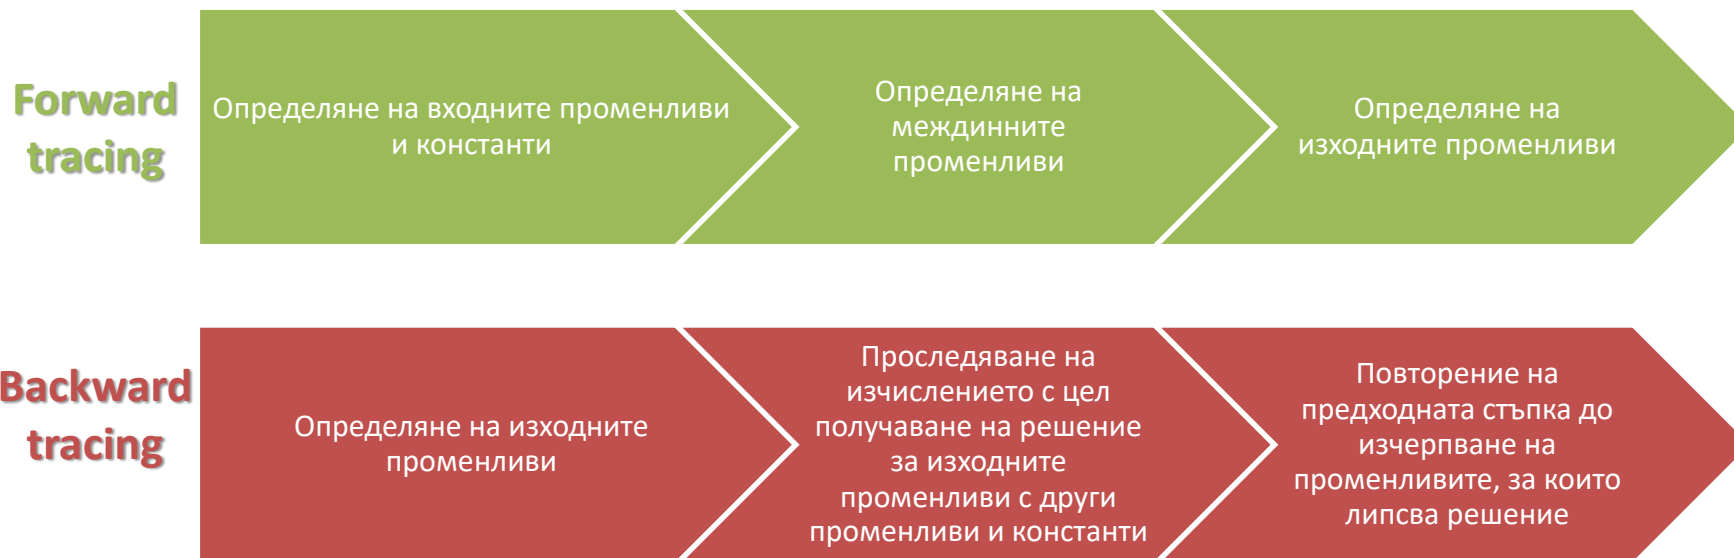 Forward
tracing
Определяне на входните променливи
и константи
Определяне на
междинните
променливи
Определяне на
изходните променливи
Backward
tracing
Определяне на изходните
променливи
Проследяване на
изчислението с цел
получаване на решение
за изходните
променливи с други
променливи и константи
Повторение на
предходната стъпка до
изчерпване на
променливите, за които
липсва решение